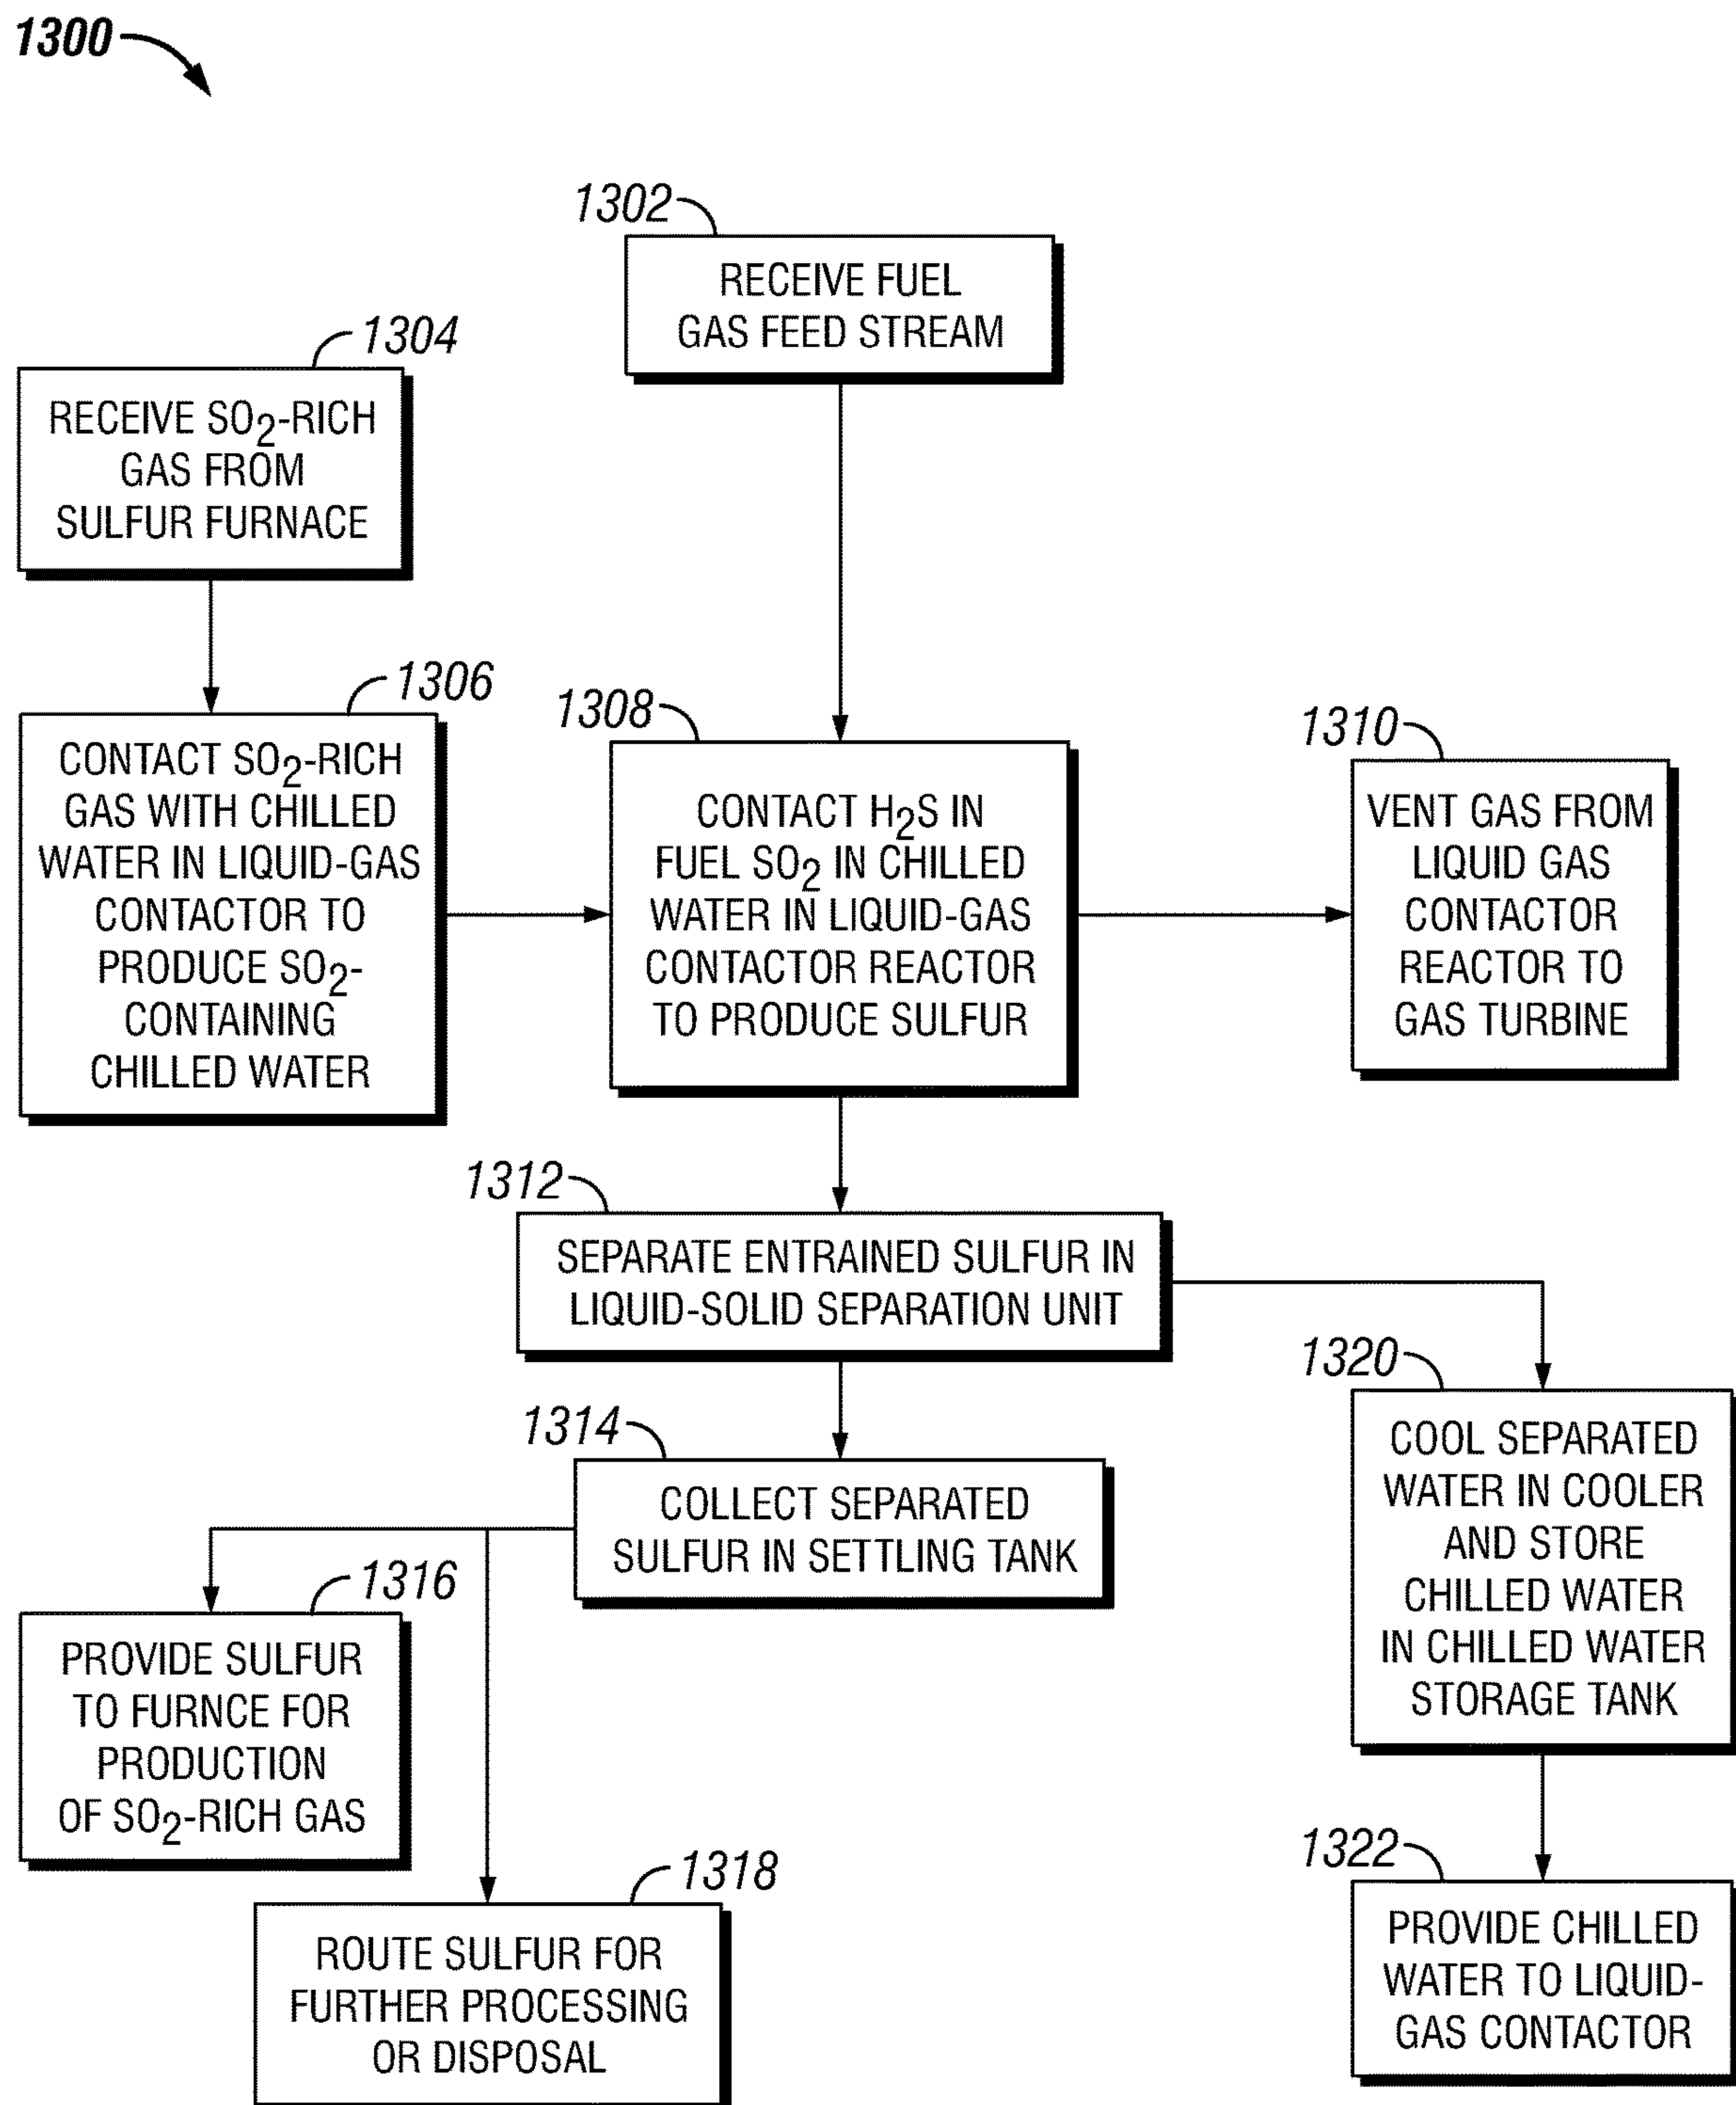 1300
1302
RECEIVE FUEL
GAS FEED STREAM
1304
RECEIVE SO2-RICH
GAS FROM
SULFUR FURNACE
1306
CONTACT SO2-RICH
GAS WITH CHILLED
WATER IN LIQUID-GAS
CONTACTOR TO
PRODUCE SO2-
CONTAINING
CHILLED WATER
1308
CONTACT H2S IN
FUEL SO2 IN CHILLED
WATER IN LIQUID-GAS
CONTACTOR REACTOR
TO PRODUCE SULFUR
1310
VENT GAS FROM
LIQUID GAS
CONTACTOR
REACTOR TO
GAS TURBINE
1312
SEPARATE ENTRAINED SULFUR IN
LIQUID-SOLID SEPARATION UNIT
1314
COLLECT SEPARATED
SULFUR IN SETTLING TANK
1316
PROVIDE SULFUR
TO FURNCE FOR
PRODUCTION
OF SO2-RICH GAS
1318
ROUTE SULFUR FOR
FURTHER PROCESSING
OR DISPOSAL
1320
COOL SEPARATED
WATER IN COOLER
AND STORE
CHILLED WATER
IN CHILLED WATER
STORAGE TANK
1322
PROVIDE CHILLED
WATER TO LIQUID-
GAS CONTACTOR